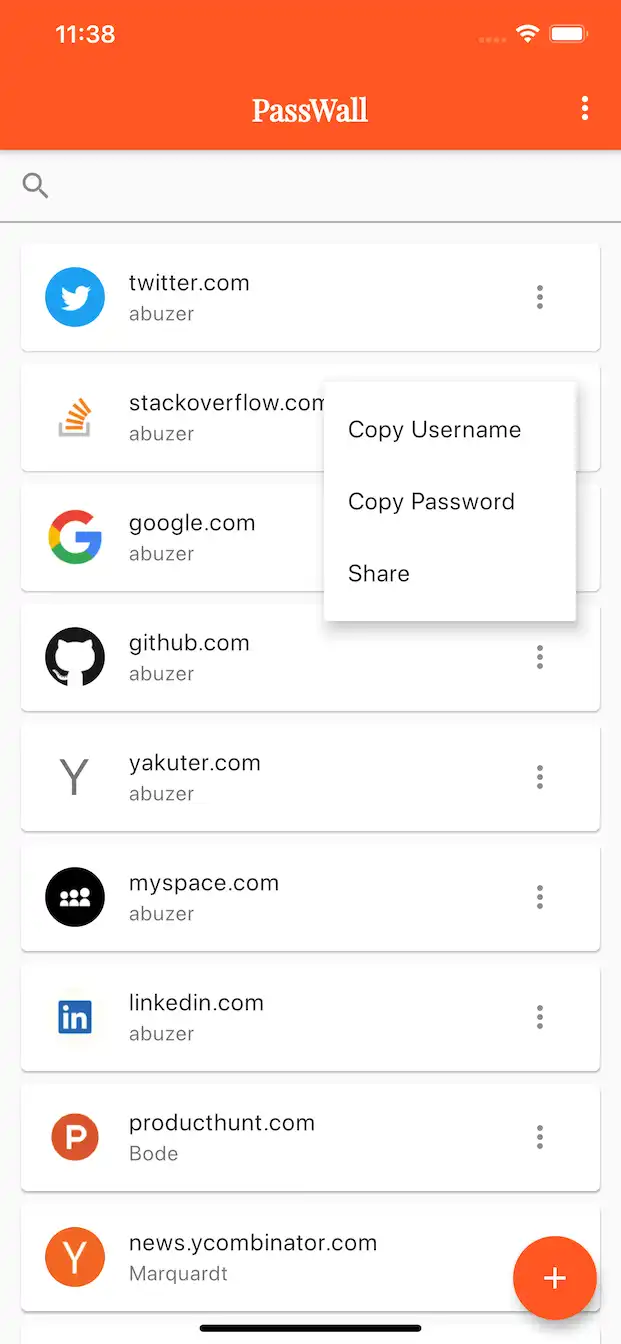 11:38
PassWall
twitter.com
abuzer
stackoverflow.com
abuzer
Copy Username
Copy Password
Share
google.com
abuzer
github.com
abuzer
Y
yakuter.com
abuzer
myspace.com
abuzer
in
linkedin.com
abuzer
P
producthunt.com
Bode
Y
news.ycombinator.com
Marquardt